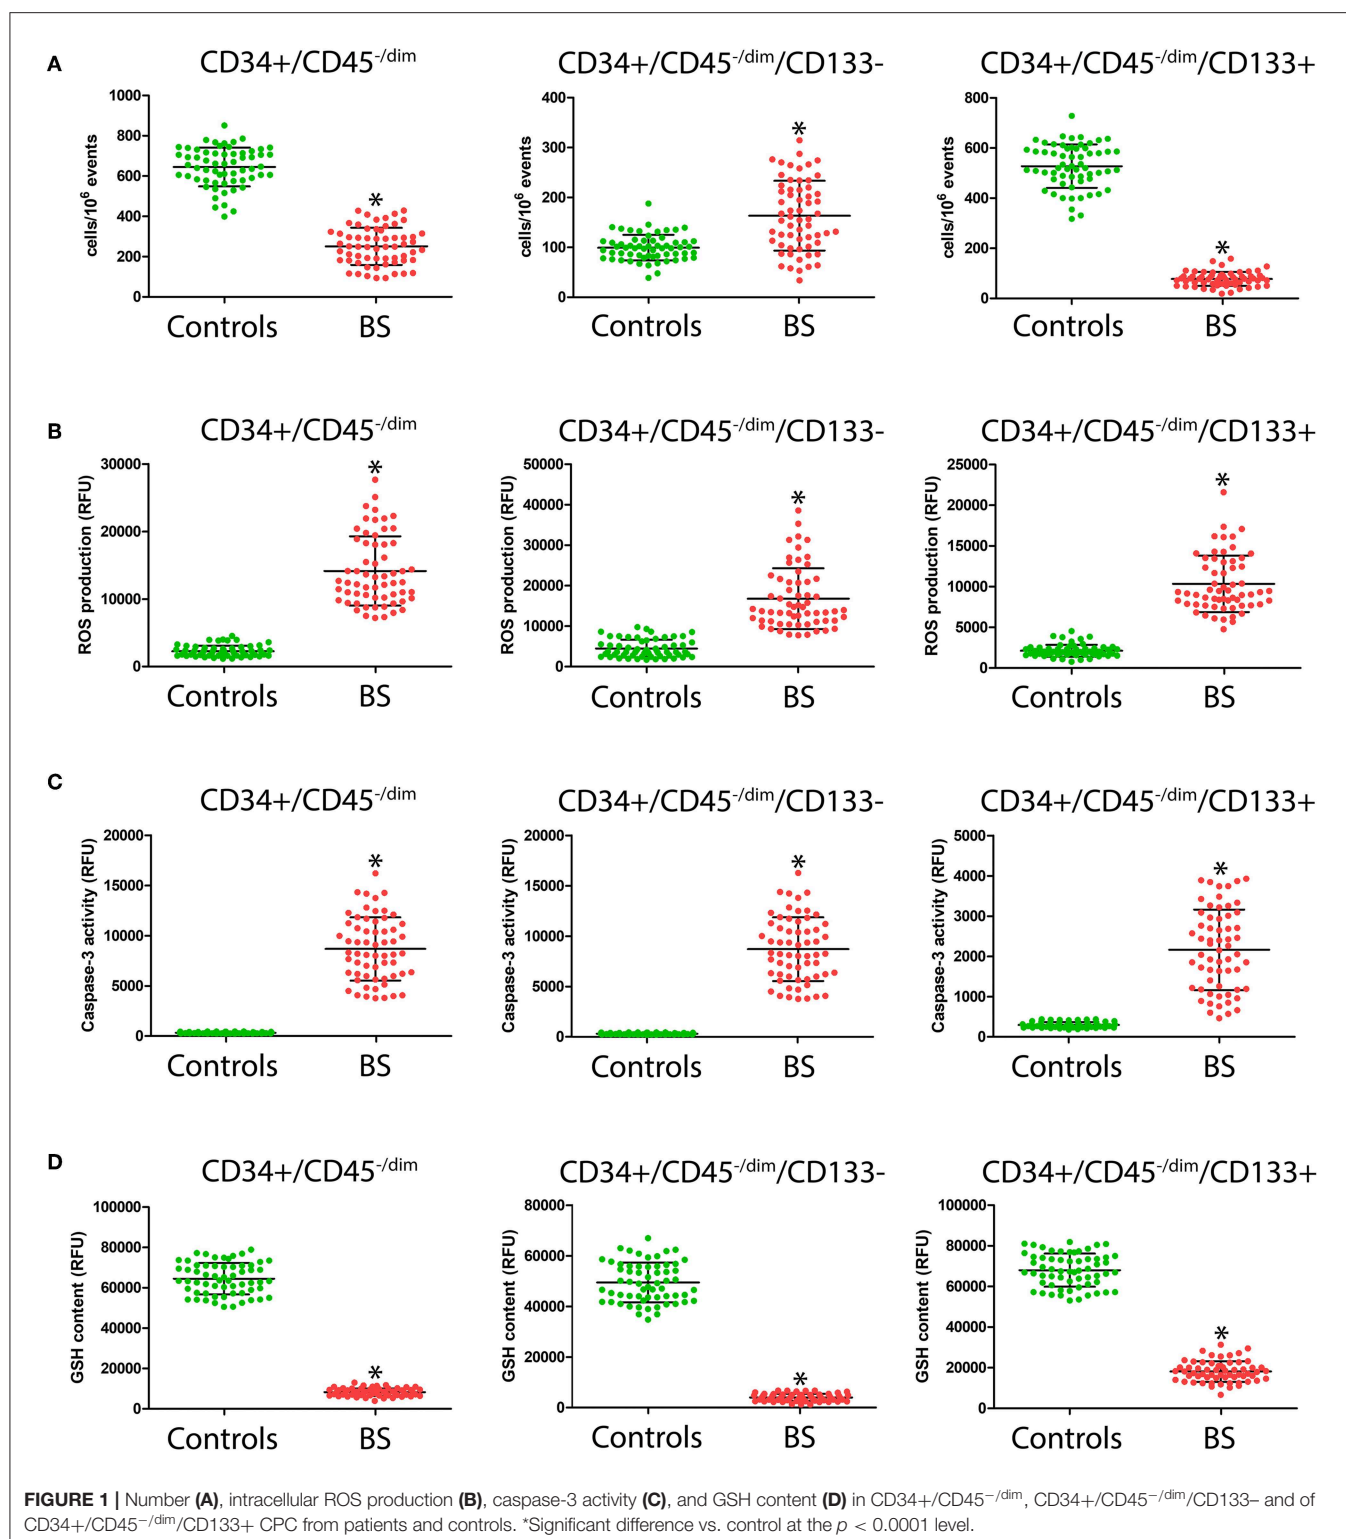 A
CD34+/CD45-/dim
CD34+/CD45-/dim/CD133-
CD34+/CD45-/dim/CD133+
cells/10^6 events
1000
800
600
400
200
0
*
Controls
BS
cells/10^6 events
400
300
200
100
0
*
Controls
BS
cells/10^6 events
800
600
400
200
0
*
Controls
BS
B
CD34+/CD45-/dim
CD34+/CD45-/dim/CD133-
CD34+/CD45-/dim/CD133+
ROS production (RFU)
30000
20000
10000
0
*
Controls
BS
ROS production (RFU)
50000
40000
30000
20000
10000
0
*
Controls
BS
ROS production (RFU)
25000
20000
15000
10000
5000
0
*
Controls
BS
C
CD34+/CD45-/dim
CD34+/CD45-/dim/CD133-
CD34+/CD45-/dim/CD133+
Caspase-3 activity (RFU)
20000
15000
10000
5000
0
*
Controls
BS
Caspase-3 activity (RFU)
20000
15000
10000
5000
0
*
Controls
BS
Caspase-3 activity (RFU)
5000
4000
3000
2000
1000
0
*
Controls
BS
D
CD34+/CD45-/dim
CD34+/CD45-/dim/CD133-
CD34+/CD45-/dim/CD133+
GSH content (RFU)
100000
80000
60000
40000
20000
0
*
Controls
BS
GSH content (RFU)
80000
60000
40000
20000
0
*
Controls
BS
GSH content (RFU)
100000
80000
60000
40000
20000
0
*
Controls
BS
FIGURE 1 | Number (A), intracellular ROS production (B), caspase-3 activity (C), and GSH content (D) in CD34+/CD45−/dim, CD34+/CD45−/dim/CD133– and of
CD34+/CD45−/dim/CD133+ CPC from patients and controls. *Significant difference vs. control at the p < 0.0001 level.